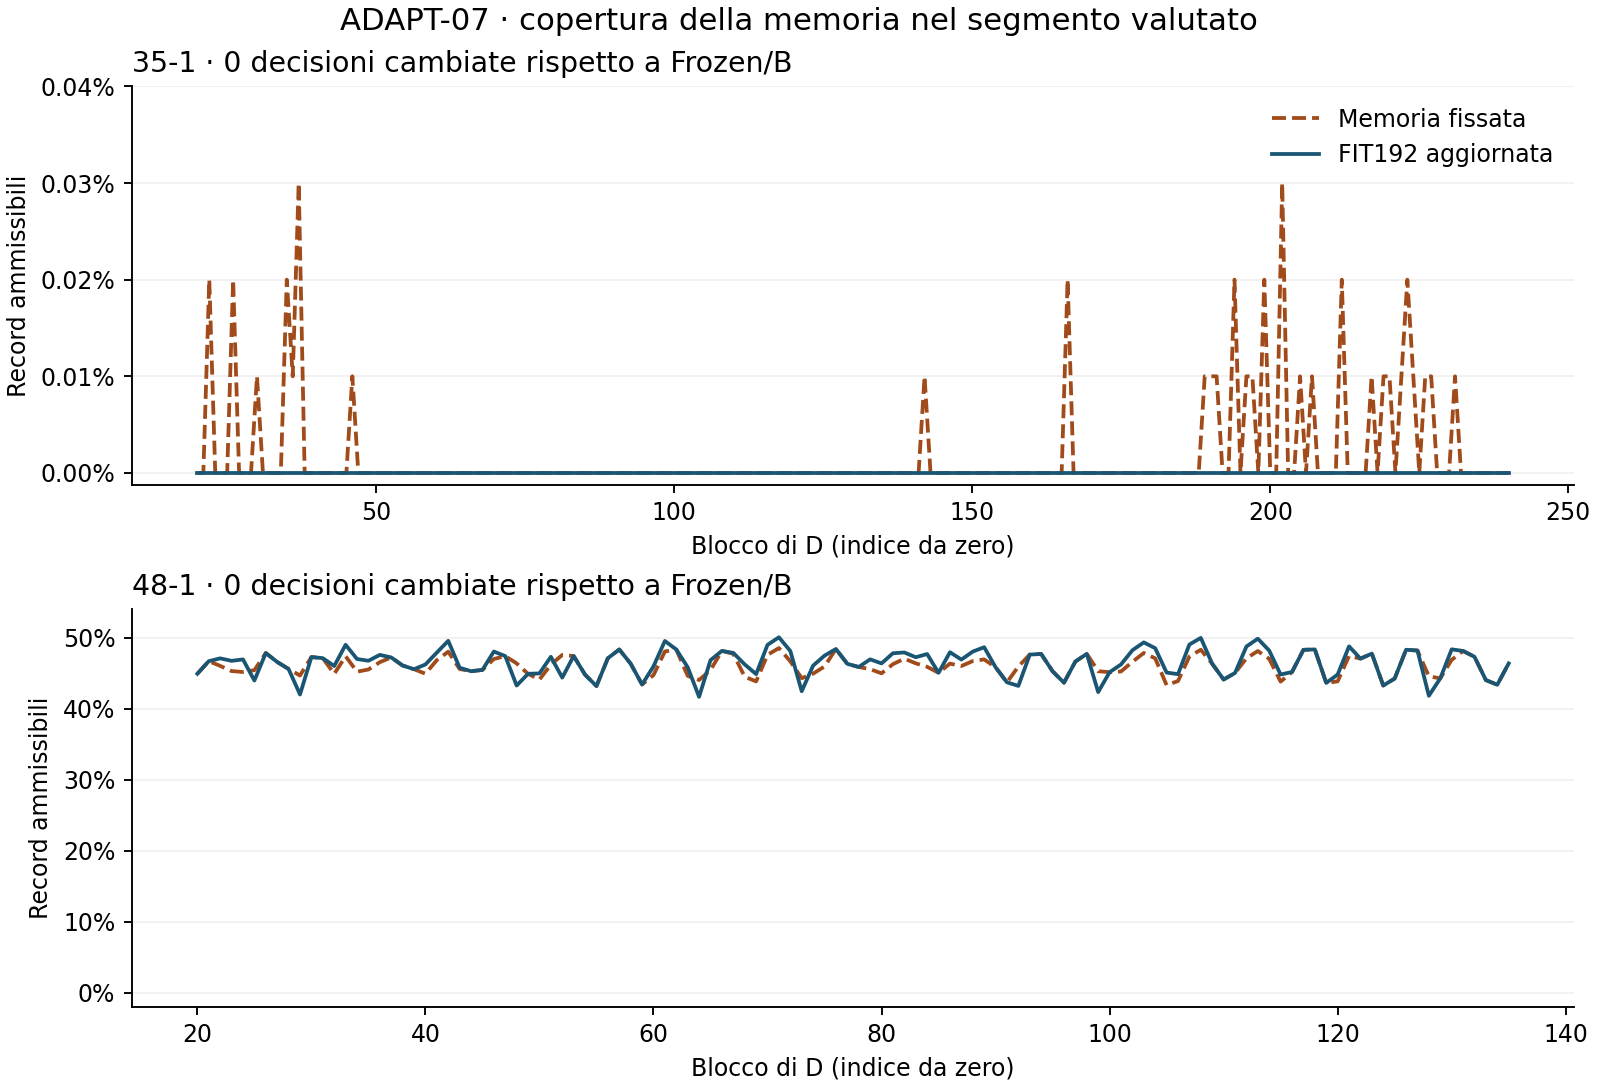 ADAPT-07 · copertura della memoria nel segmento valutato
35-1 · 0 decisioni cambiate rispetto a Frozen/B
0.04%
0.03%
0.02%
0.01%
0.00%
Record ammissibili
Memoria fissata
FIT192 aggiornata
50
100
150
200
250
Blocco di D (indice da zero)
48-1 · 0 decisioni cambiate rispetto a Frozen/B
50%
40%
30%
20%
10%
0%
Record ammissibili
20
40
60
80
100
120
140
Blocco di D (indice da zero)